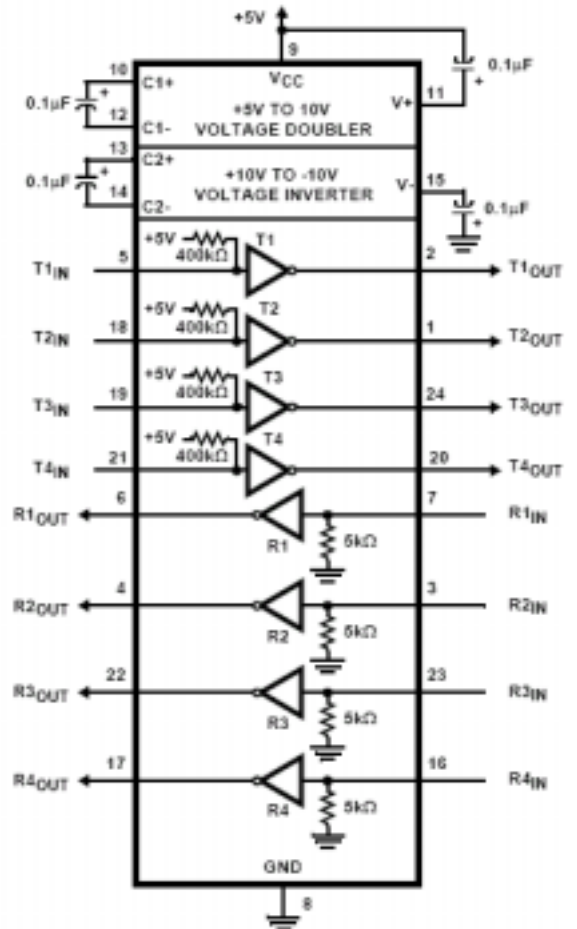 +5V
9
VCC
10
C1+
0.1µF
+
12
C1-
+5V TO 10V
VOLTAGE DOUBLER
V+
11
0.1µF
+
13
C2+
0.1µF
+
14
C2-
+10V TO -10V
VOLTAGE INVERTER
V-
15
0.1µF
+
T1IN
5
+5V
400kΩ
T1
2
T1OUT
T2IN
18
+5V
400kΩ
T2
1
T2OUT
T3IN
19
+5V
400kΩ
T3
24
T3OUT
T4IN
21
+5V
400kΩ
T4
20
T4OUT
R1OUT
6
R1
5kΩ
7
R1IN
R2OUT
4
R2
5kΩ
3
R2IN
R3OUT
22
R3
5kΩ
23
R3IN
R4OUT
17
R4
5kΩ
16
R4IN
GND
8